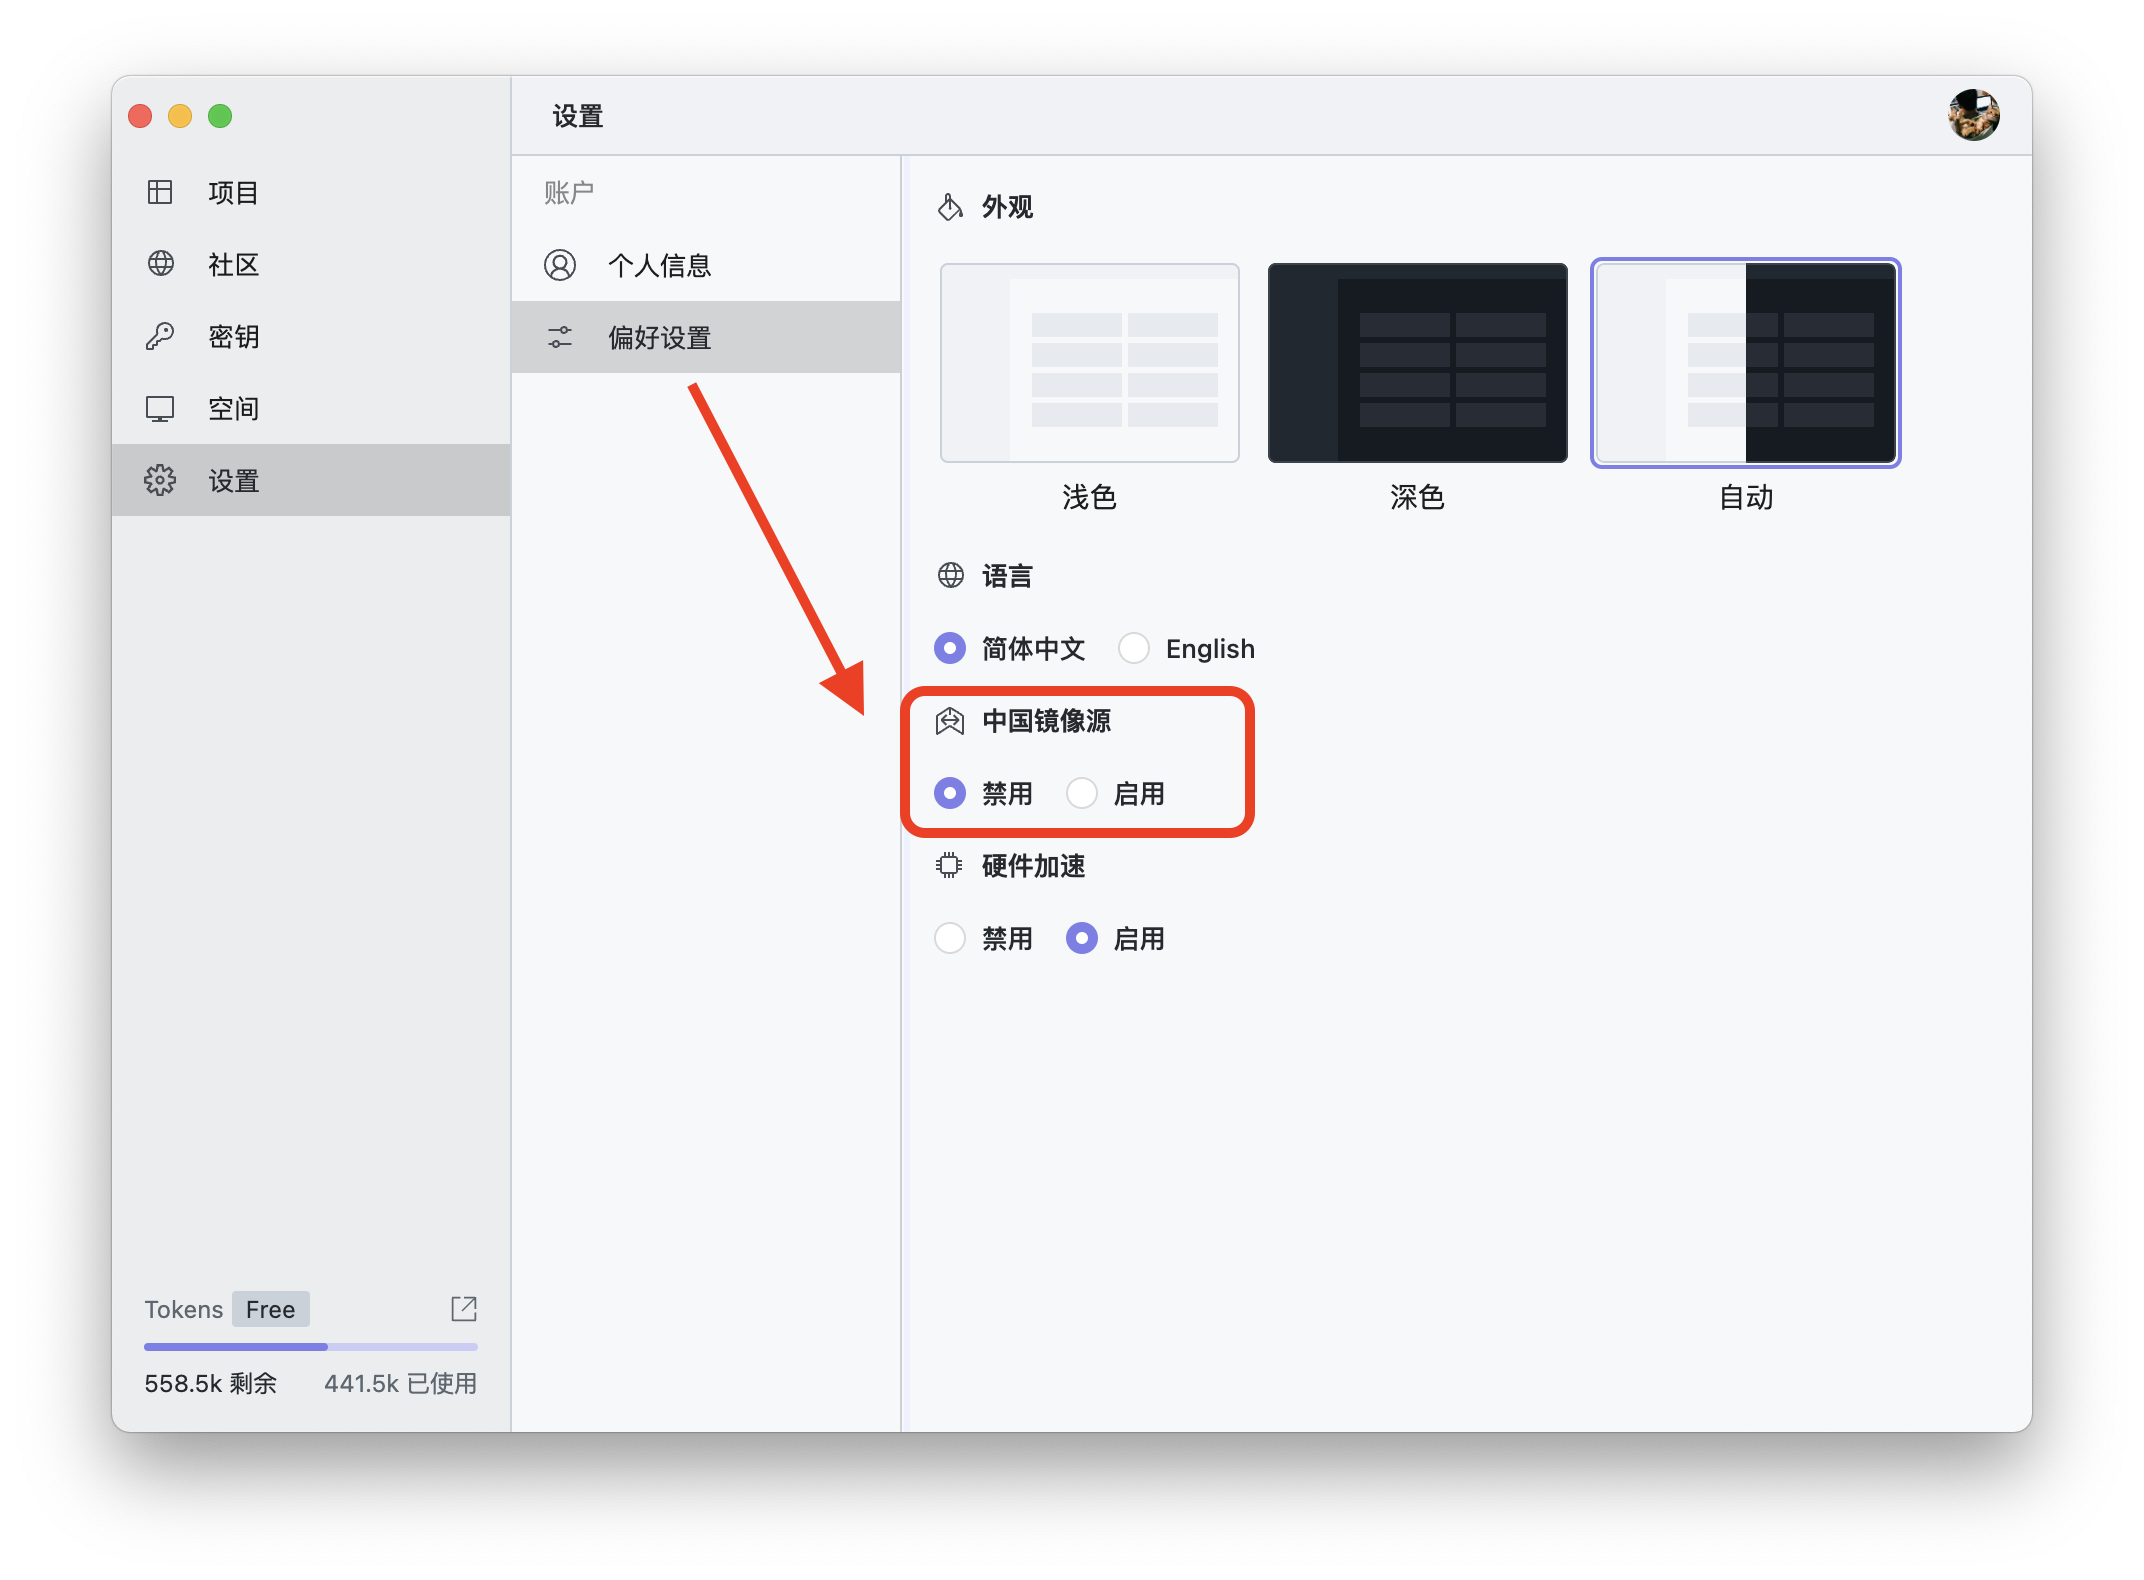 项目
社区
密钥
空间
设置
Tokens Free
558.5k 剩余 441.5k 已使用
设置
账户
个人信息
偏好设置
外观
浅色 深色 自动
语言
简体中文 English
中国镜像源
禁用 启用
硬件加速
禁用 启用